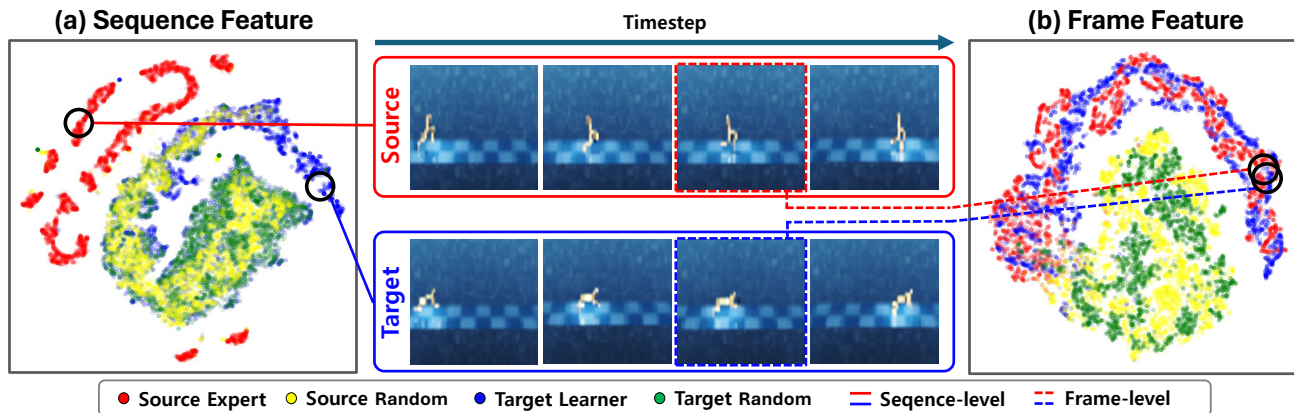 (a) Sequence Feature
Timestep
(b) Frame Feature
Source
Target
Source Expert
Source Random
Target Learner
Target Random
Seqence-level
Frame-level